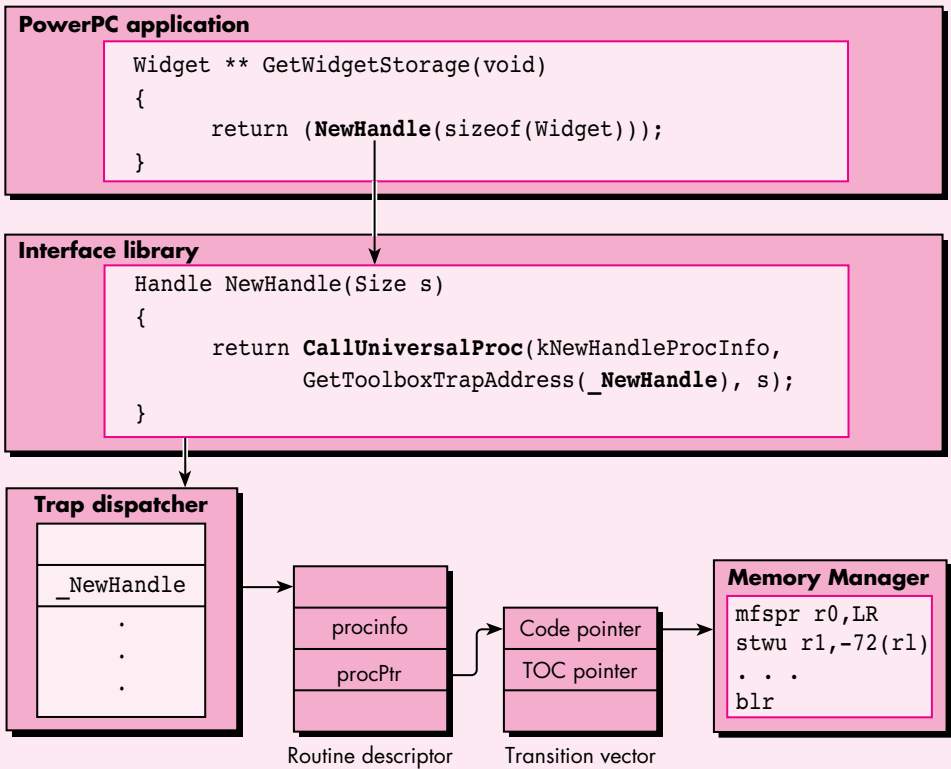 PowerPC application
Widget ** GetWidgetStorage(void)
{
return (NewHandle(sizeof(Widget)));
}
Interface library
Handle NewHandle(Size s)
{
return CallUniversalProc(kNewHandleProcInfo,
GetToolboxTrapAddress(_NewHandle), s);
}
Trap dispatcher
_NewHandle
.
.
.
procinfo
procPtr
Routine descriptor
Code pointer
TOC pointer
Transition vector
Memory Manager
mfspr r0,LR
stwu r1,-72(rl)
. . .
blr